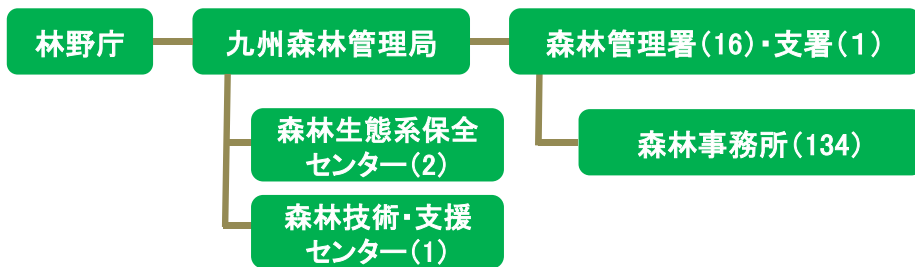 林野庁
九州森林管理局
森林管理署(16)・支署(1)
森林生態系保全
センター(2)
森林事務所(134)
森林技術・支援
センター(1)